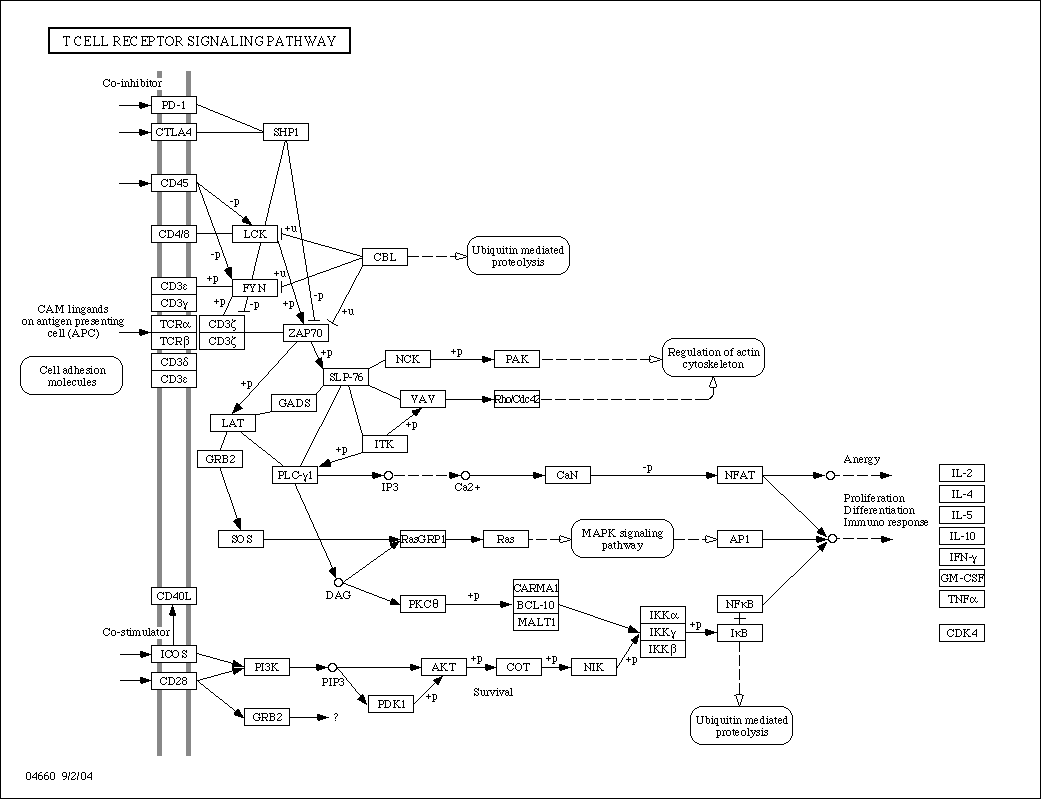 T CELL RECEPTOR SIGNALING PATHWAY
Co-inhibitor
PD-1
CTLA4
SHP1
CD45
-p
CD4/8
LCK
+u
-p
CBL
Ubiquitin mediated
proteolysis
CD3ε
+p
FYN
+u
CD3γ
+p
-p
+p
-p
+u
CAM lingands
on antigen presenting
cell (APC)
TCRα
CD3ζ
TCRβ
CD3ζ
ZAP70
+p
Cell adhesion
molecules
CD3δ
CD3ε
+p
SLP-76
NCK
+p
PAK
Regulation of actin
cytoskeleton
GADS
VAV
Rho/Cdc42
LAT
+p
ITK
GRB2
+p
PLC-γ1
IP3
Ca2+
CaN
-p
NFAT
Anergy
Proliferation
Differentiation
Immuno response
IL-2
IL-4
IL-5
IL-10
IFN-γ
GM-CSF
TNFα
CDK4
SOS
RasGRP1
Ras
MAPK signaling
pathway
AP1
DAG
CD40L
PKCθ
+p
CARMA1
BCL-10
MALT1
NFκB
IKKα
IKKγ
IKKβ
+p
IκB
Co-stimulator
ICOS
CD28
PI3K
PIP3
AKT
+p
COT
+p
NIK
+p
PDK1
+p
Survival
GRB2
?
Ubiquitin mediated
proteolysis
04660 9/2/04